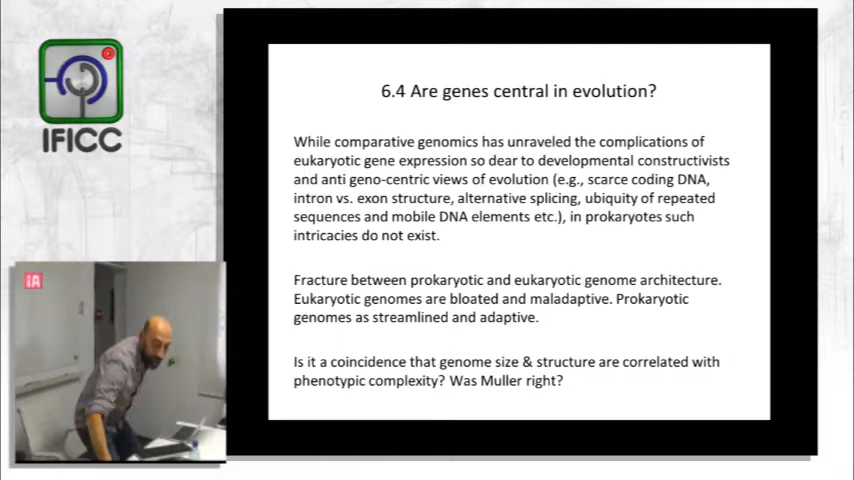 IFICC
iA
6.4 Are genes central in evolution?
While comparative genomics has unraveled the complications of
eukaryotic gene expression so dear to developmental constructivists
and anti geno-centric views of evolution (e.g., scarce coding DNA,
intron vs. exon structure, alternative splicing, ubiquity of repeated
sequences and mobile DNA elements etc.), in prokaryotes such
intricacies do not exist.
Fracture between prokaryotic and eukaryotic genome architecture.
Eukaryotic genomes are bloated and maladaptive. Prokaryotic
genomes as streamlined and adaptive.
Is it a coincidence that genome size & structure are correlated with
phenotypic complexity? Was Muller right?